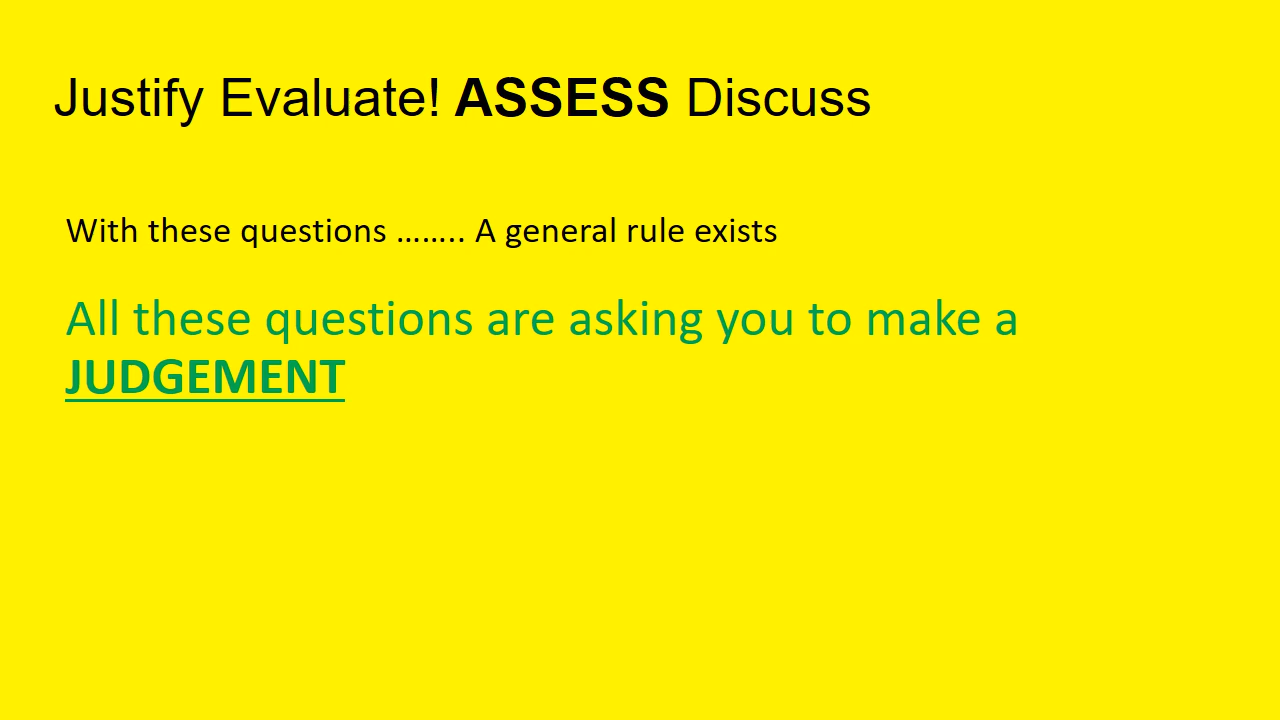 Justify Evaluate! ASSESS Discuss
With these questions …….. A general rule exists
All these questions are asking you to make a
JUDGEMENT